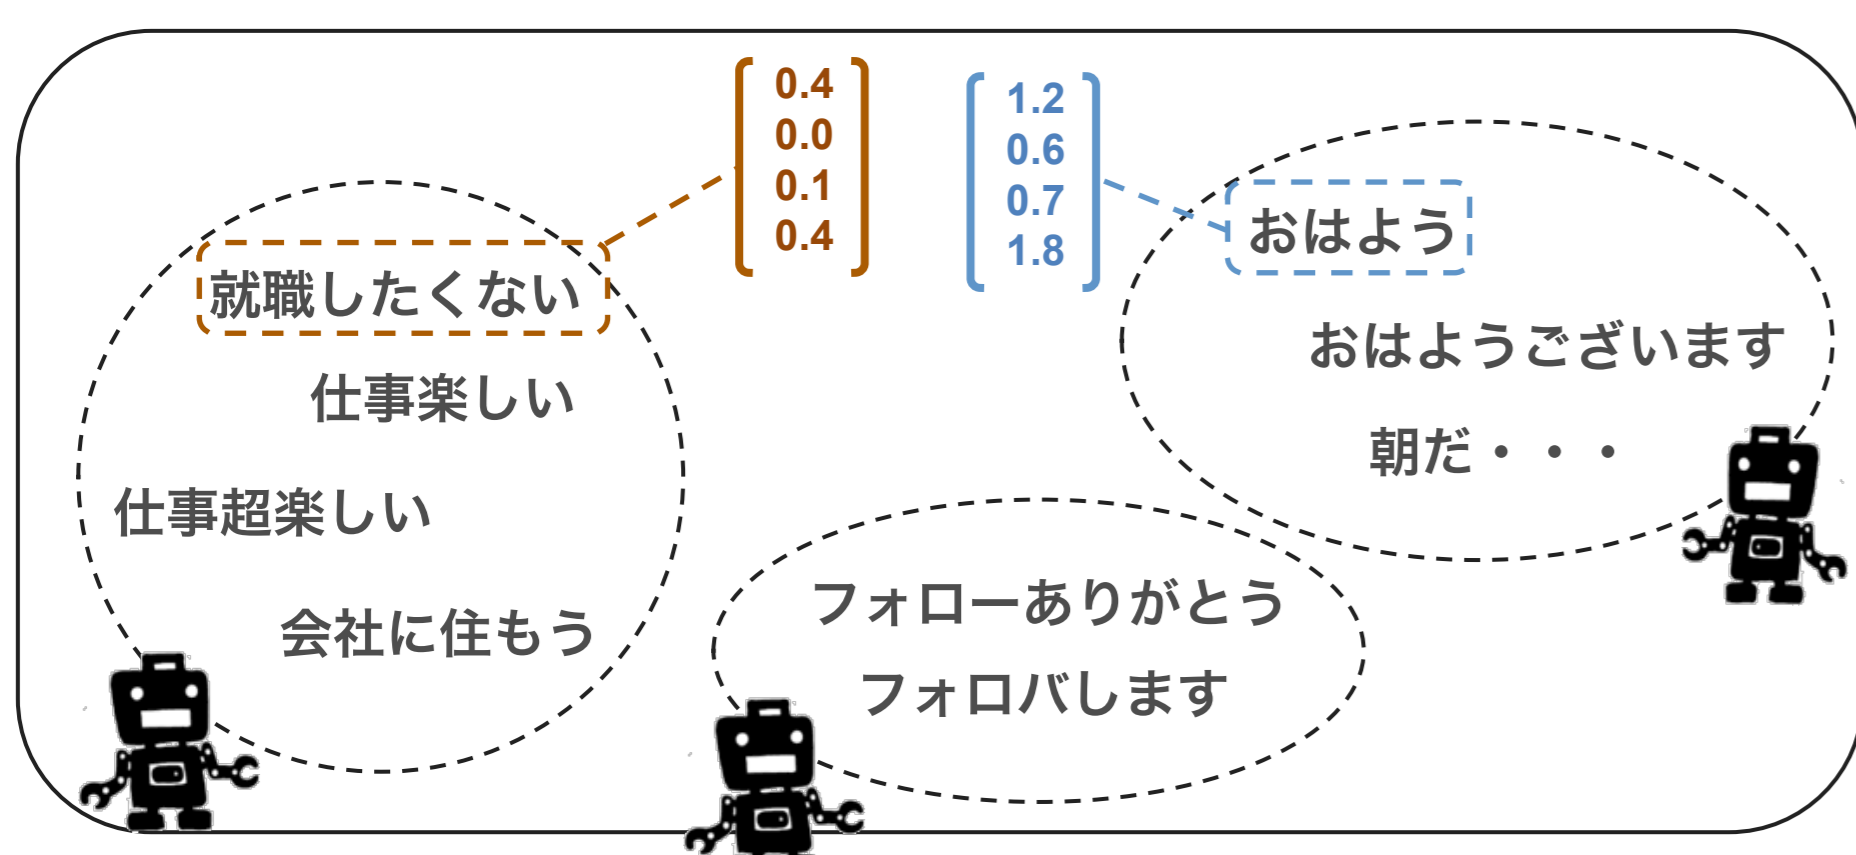 0.4
0.0
0.1
0.4
1.2
0.6
0.7
1.8
就職したくない
仕事楽しい
仕事超楽しい
会社に住もう
おはよう
おはようございます
朝だ・・・
フォローありがとう
フォロバします